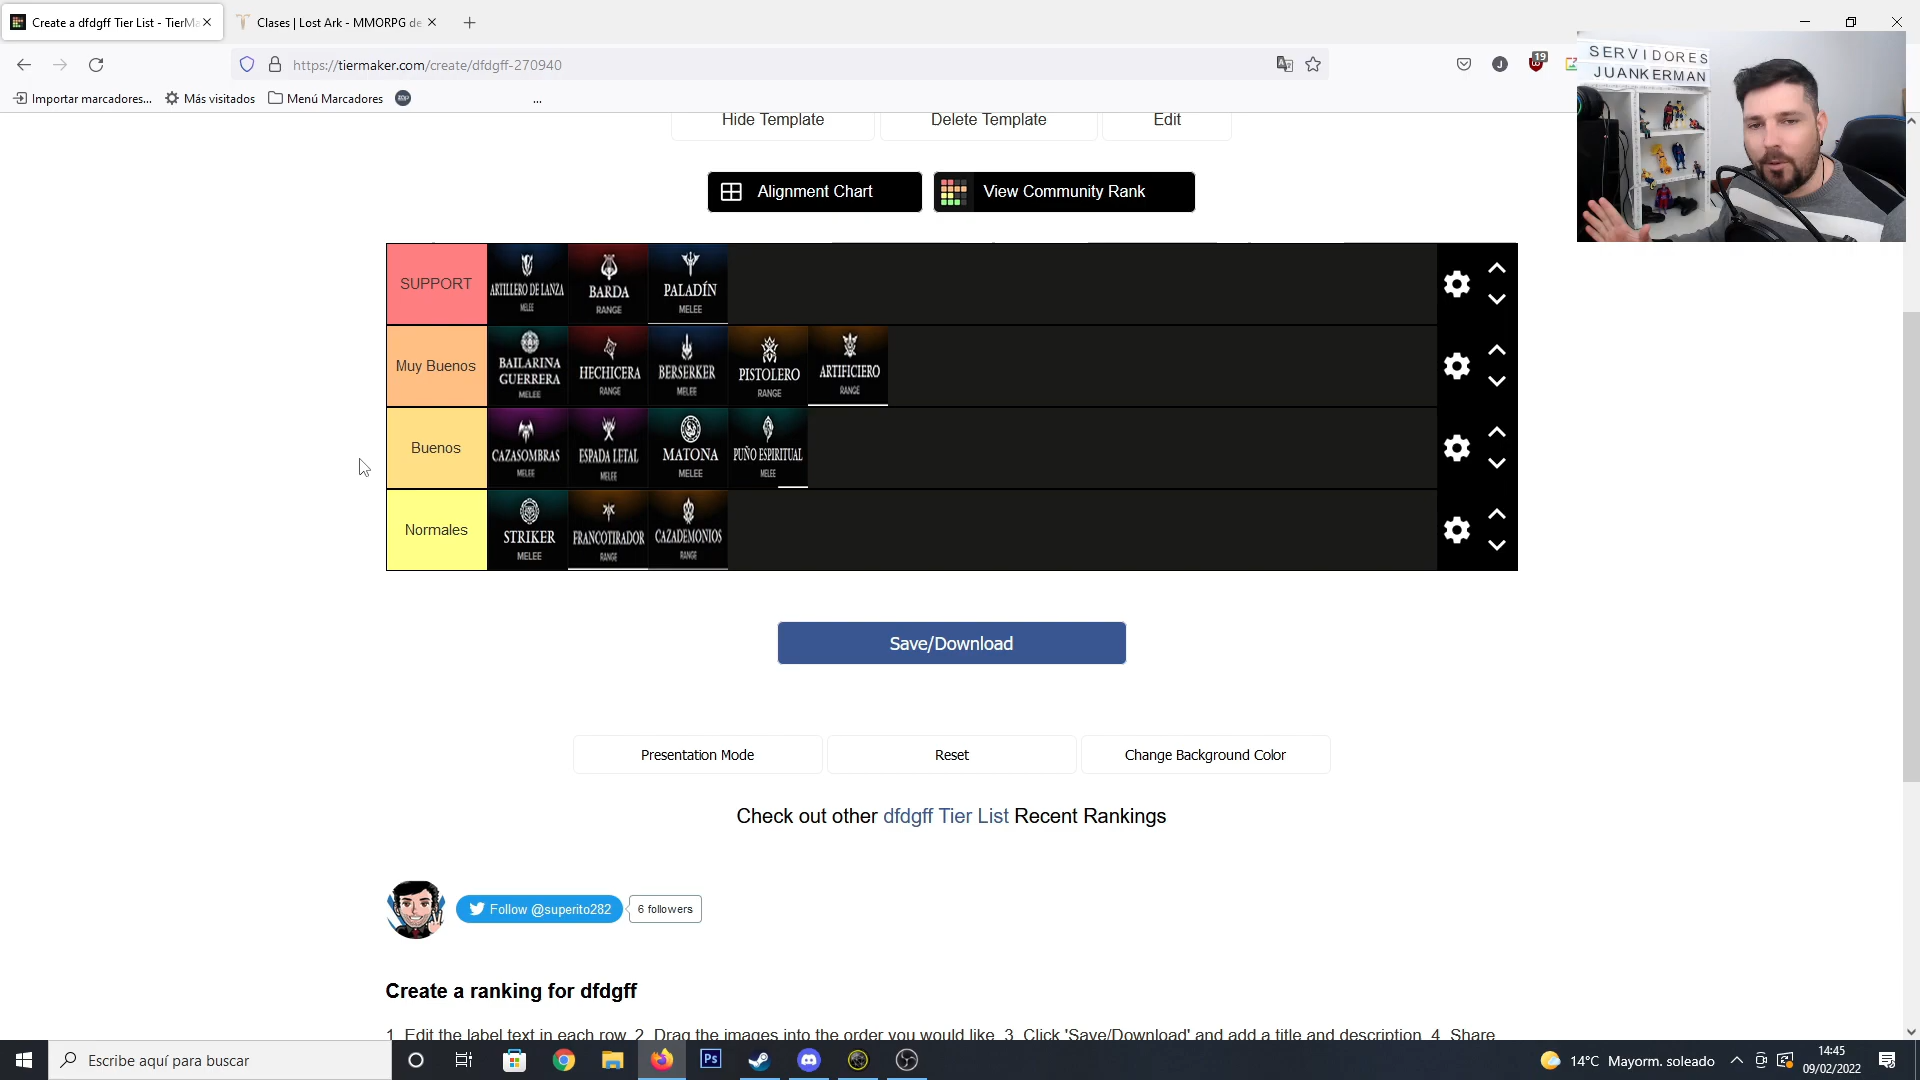 Create a dfdgff Tier List - TierMa
Clases | Lost Ark - MMORPG de
https://tiermaker.com/create/dfdgff-270940
19
J
Importar marcadores...
Más visitados
Menú Marcadores
...
SERVIDORES
JUANKERMAN
Hide Template
Delete Template
Edit
Alignment Chart
View Community Rank
SUPPORT
ARTILLERO DE LANZA
MELEE
BARDA
RANGE
PALADÍN
MELEE
Muy Buenos
BAILARINA
GUERRERA
MELEE
HECHICERA
RANGE
BERSERKER
MELEE
PISTOLERO
RANGE
ARTIFICIERO
RANGE
Buenos
CAZASOMBRAS
MELEE
ESPADA LETAL
MELEE
MATONA
MELEE
PUÑO ESPIRITUAL
MELEE
Normales
STRIKER
MELEE
FRANCOTIRADOR
RANGE
CAZADEMONIOS
RANGE
Save/Download
Presentation Mode
Reset
Change Background Color
Check out other dfdgff Tier List Recent Rankings
Follow @superito282
6 followers
Create a ranking for dfdgff
1. Edit the label text in each row. 2. Drag the images into the order you would like. 3. Click 'Save/Download' and add a title and description. 4. Share
Escribe aquí para buscar
Ps
14°C Mayorm. soleado
14:45
09/02/2022